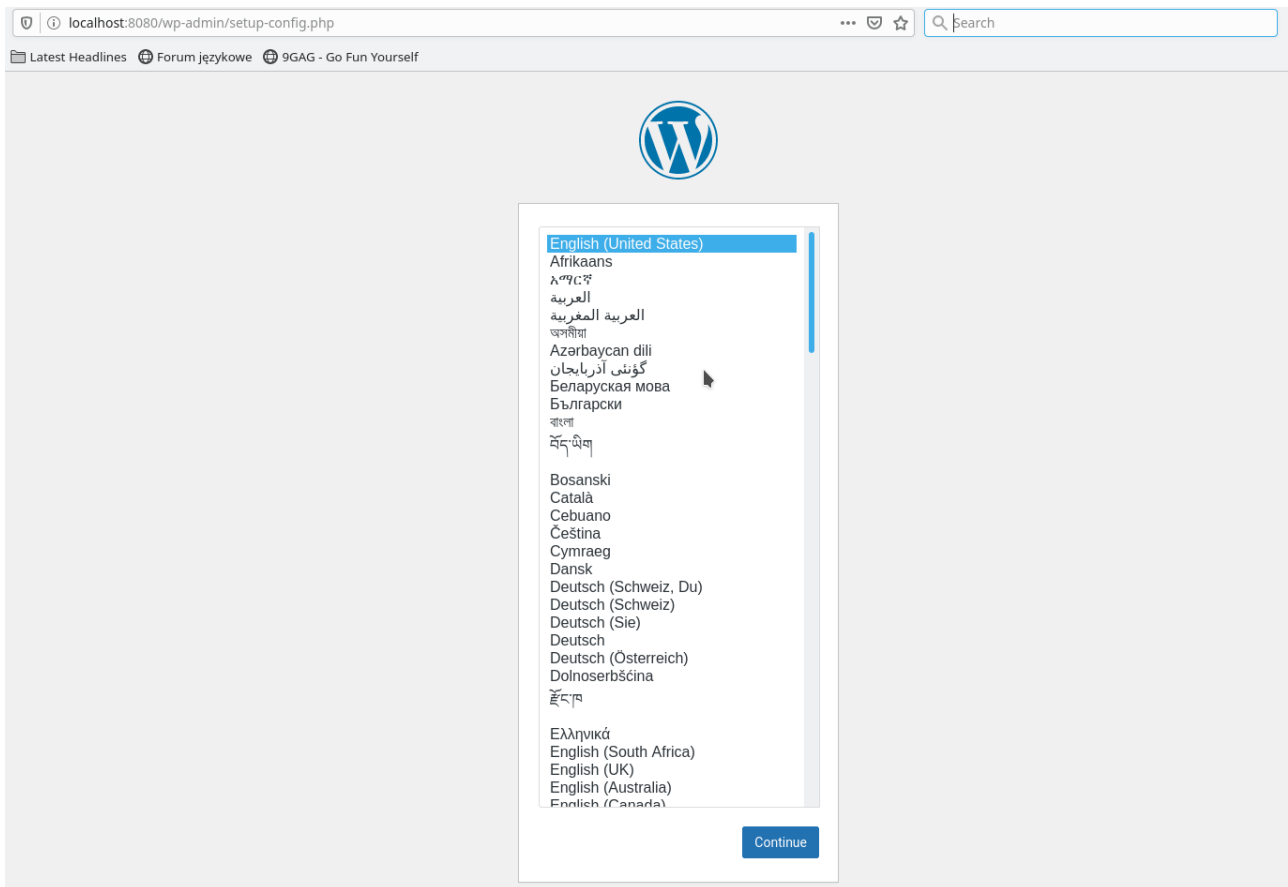 localhost:8080/wp-admin/setup-config.php
Search
Latest Headlines Forum językowe 9GAG - Go Fun Yourself
English (United States)
Afrikaans
አማርኛ
العربية
العربية المغربية
অসমীয়া
Azərbaycan dili
گؤنئی آذربایجان
Беларуская мова
Български
বাংলা
བོད་ཡིག
Bosanski
Català
Cebuano
Čeština
Cymraeg
Dansk
Deutsch (Schweiz, Du)
Deutsch (Schweiz)
Deutsch (Sie)
Deutsch
Deutsch (Österreich)
Dolnoserbšćina
རྫོང་ཁ
Ελληνικά
English (South Africa)
English (UK)
English (Australia)
English (Canada)
Continue